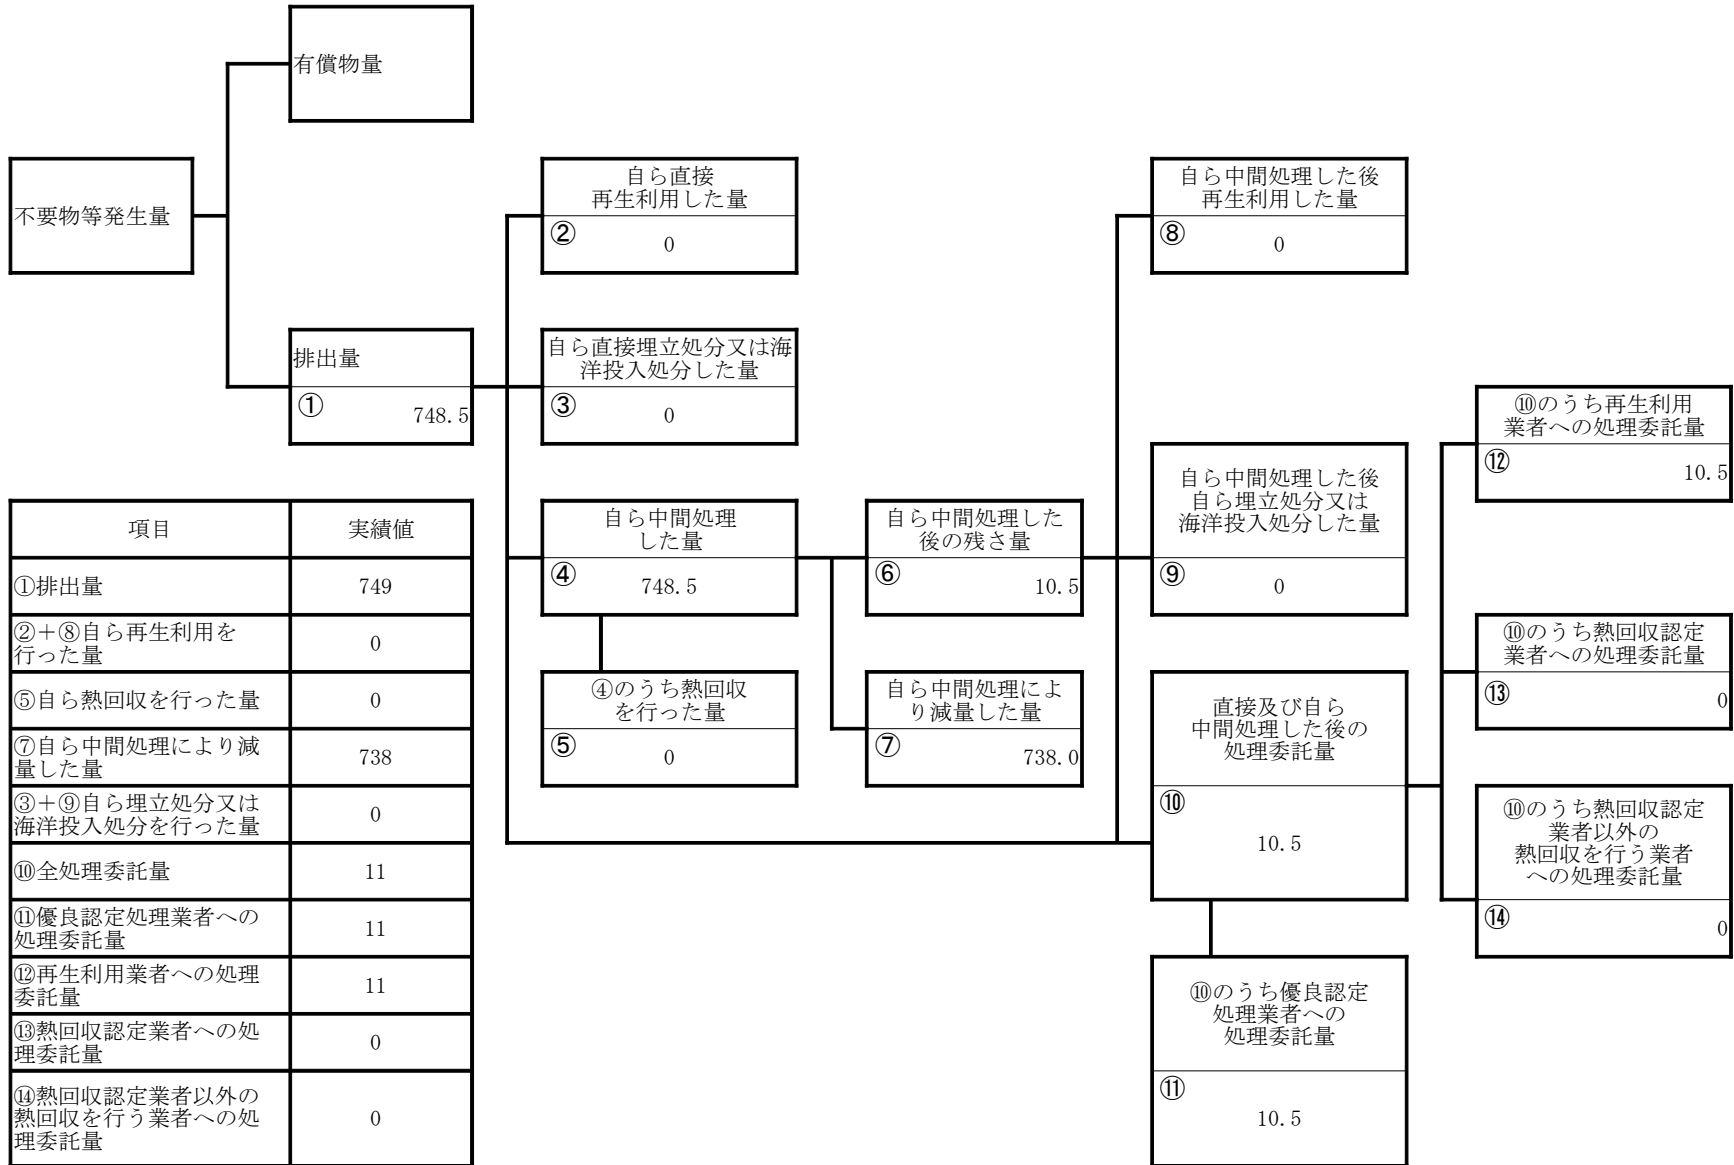 有償物量
不要物等発生量
自ら直接
再生利用した量
②
0
自ら中間処理した後
再生利用した量
⑧
0
排出量
①
748.5
自ら直接埋立処分又は海
洋投入処分した量
③
0
⑩のうち再生利用
業者への処理委託量
⑫
10.5
自ら中間処理
した量
④
748.5
自ら中間処理した
後の残さ量
⑥
10.5
自ら中間処理した後
自ら埋立処分又は
海洋投入処分した量
⑨
0
⑩のうち熱回収認定
業者への処理委託量
⑬
0
④のうち熱回収
を行った量
⑤
0
自ら中間処理によ
り減量した量
⑦
738.0
直接及び自ら
中間処理した後の
処理委託量
⑩
10.5
⑩のうち熱回収認定
業者以外の
熱回収を行う業者
への処理委託量
⑭
0
⑩のうち優良認定
処理業者への
処理委託量
⑪
10.5
項目 実績値
①排出量 749
②+⑧自ら再生利用を
行った量 0
⑤自ら熱回収を行った量 0
⑦自ら中間処理により減
量した量 738
③+⑨自ら埋立処分又は
海洋投入処分を行った量 0
⑩全処理委託量 11
⑪優良認定処理業者への
処理委託量 11
⑫再生利用業者への処理
委託量 11
⑬熱回収認定業者への処
理委託量 0
⑭熱回収認定業者以外の
熱回収を行う業者への処
理委託量 0